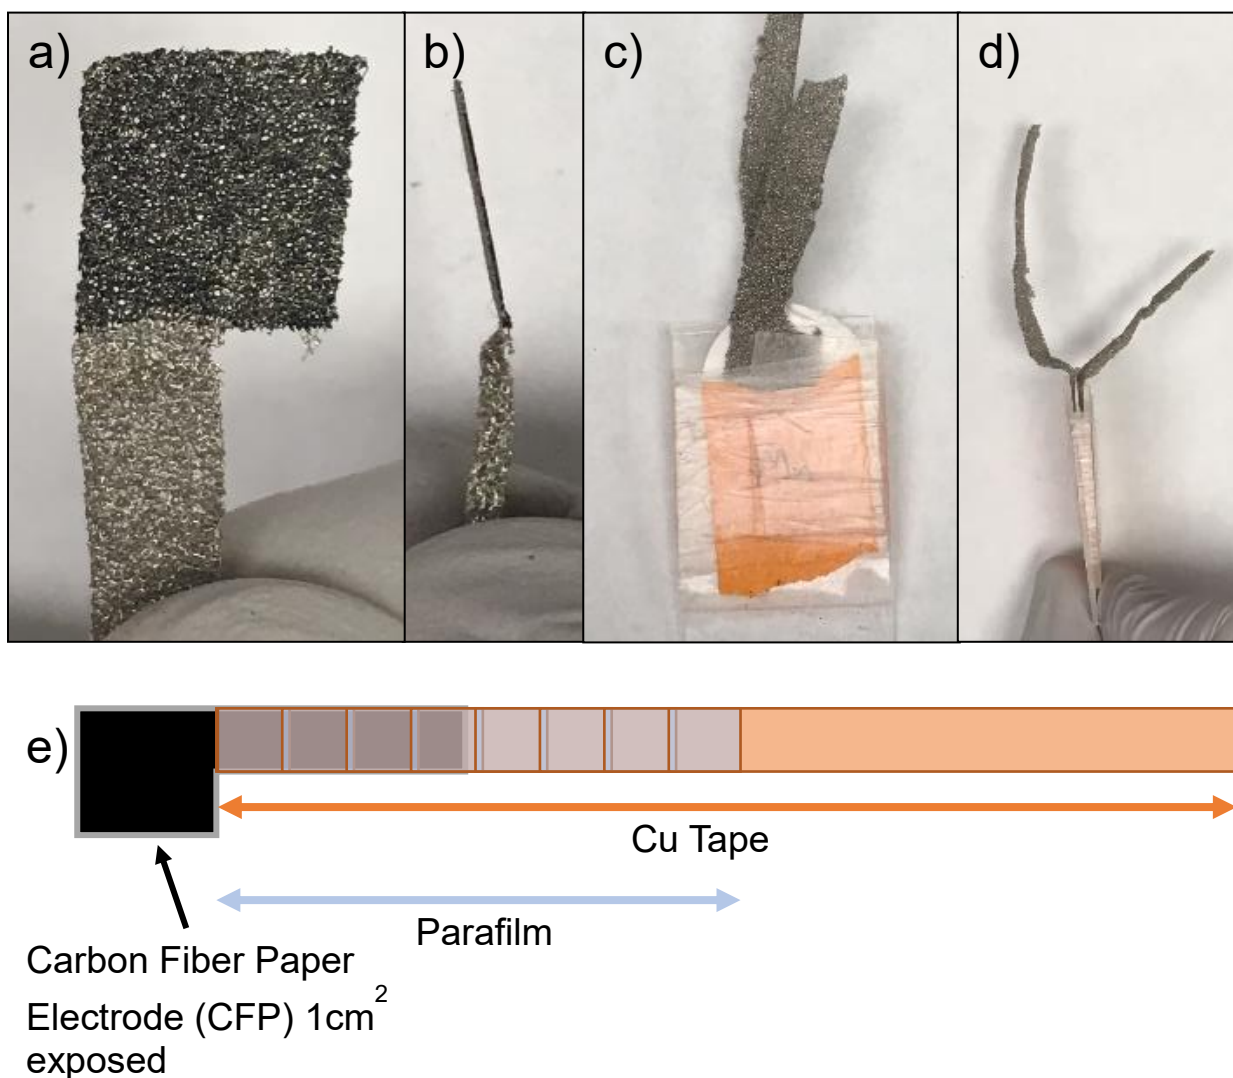 a)
b)
c)
d)
e)
Cu Tape
Parafilm
Carbon Fiber Paper
Electrode (CFP) 1cm²
exposed